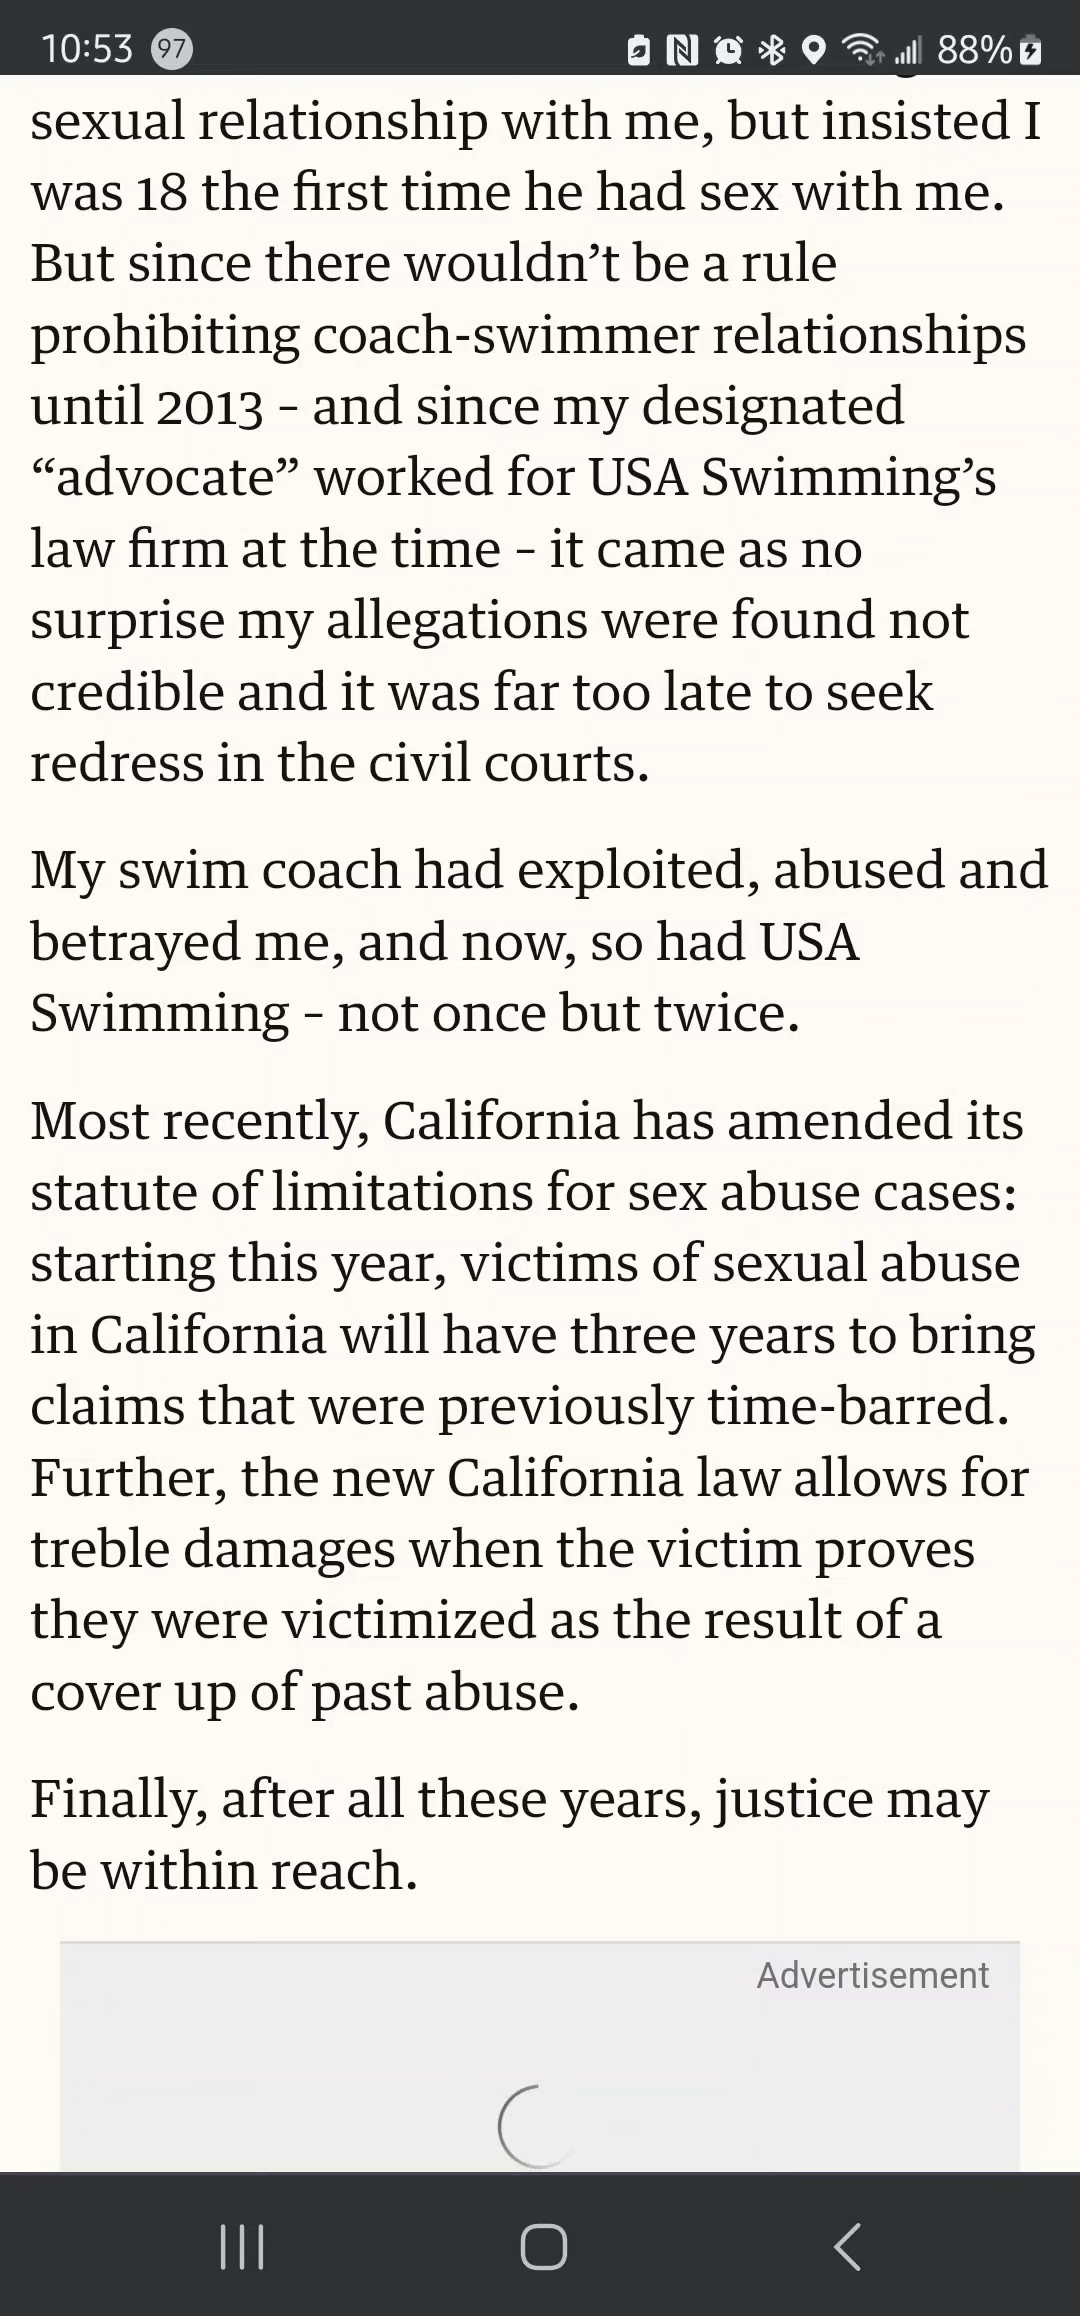 10:53 97 88%
sexual relationship with me, but insisted I
was 18 the first time he had sex with me.
But since there wouldn’t be a rule
prohibiting coach-swimmer relationships
until 2013 – and since my designated
“advocate” worked for USA Swimming’s
law firm at the time – it came as no
surprise my allegations were found not
credible and it was far too late to seek
redress in the civil courts.
My swim coach had exploited, abused and
betrayed me, and now, so had USA
Swimming – not once but twice.
Most recently, California has amended its
statute of limitations for sex abuse cases:
starting this year, victims of sexual abuse
in California will have three years to bring
claims that were previously time-barred.
Further, the new California law allows for
treble damages when the victim proves
they were victimized as the result of a
cover up of past abuse.
Finally, after all these years, justice may
be within reach.
Advertisement